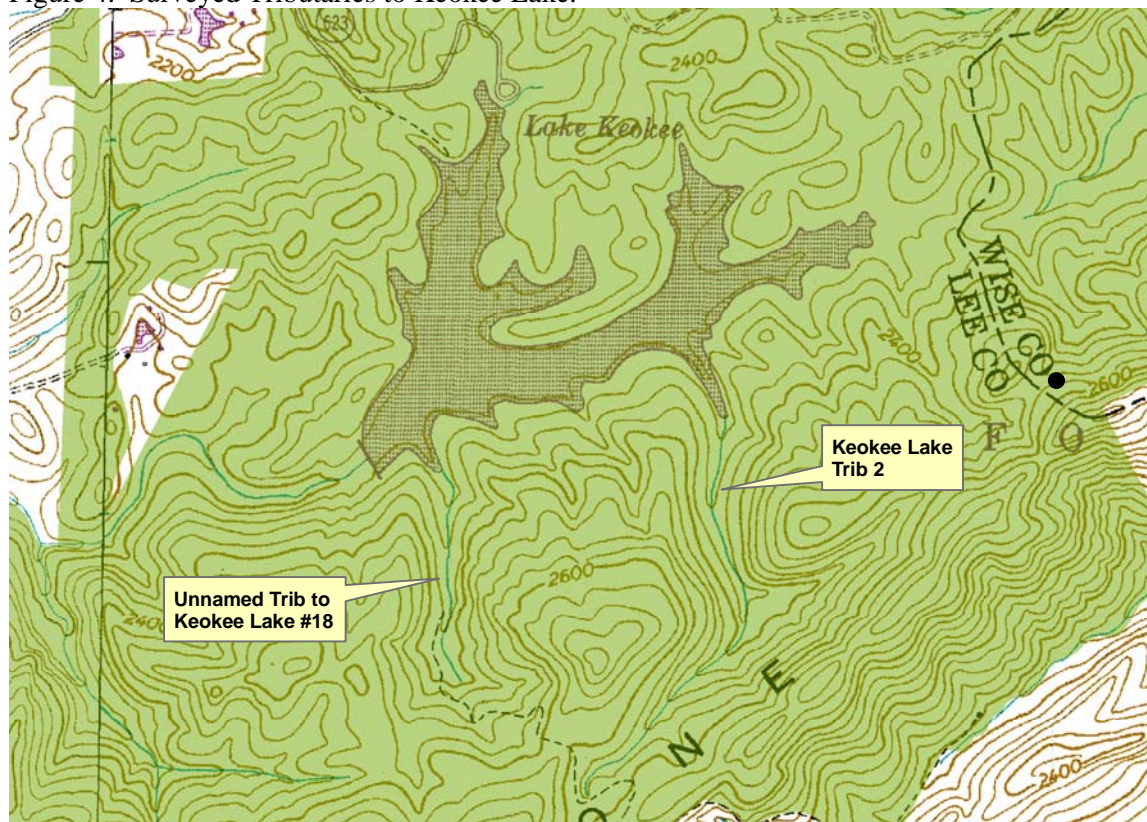 Figure 4. Surveyed Tributaries to Keokee Lake.
623
2200
2400
Lake Keokee
WISE CO
LEE CO
2400
2600
F O
Keokee Lake
Trib 2
2600
Unnamed Trib to
Keokee Lake #18
2400
N E
O
2400